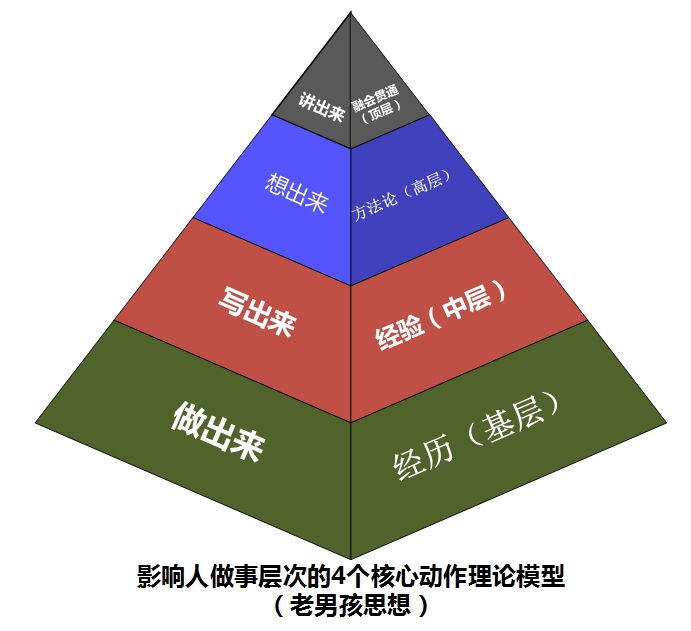 讲出来
融会贯通
（顶层）
想出来
方法论（高层）
写出来
经验（中层）
做出来
经历（基层）
影响人做事层次的4个核心动作理论模型
（老男孩思想）